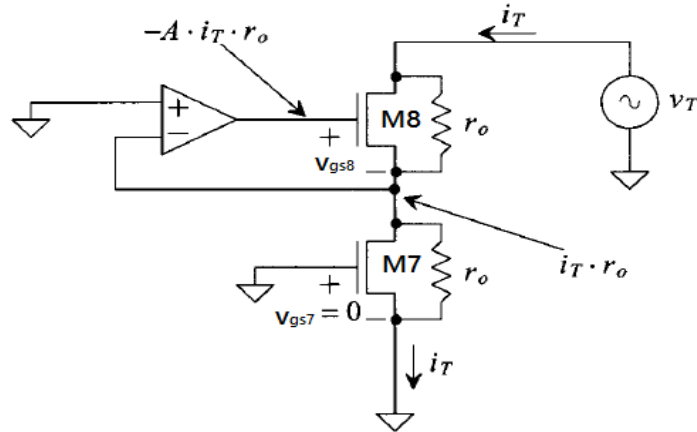 −A · i_T · r_o
i_T
+
−
M8
r_o
v_T
+
v_gs8 −
M7
r_o
i_T · r_o
+
v_gs7 = 0 −
i_T